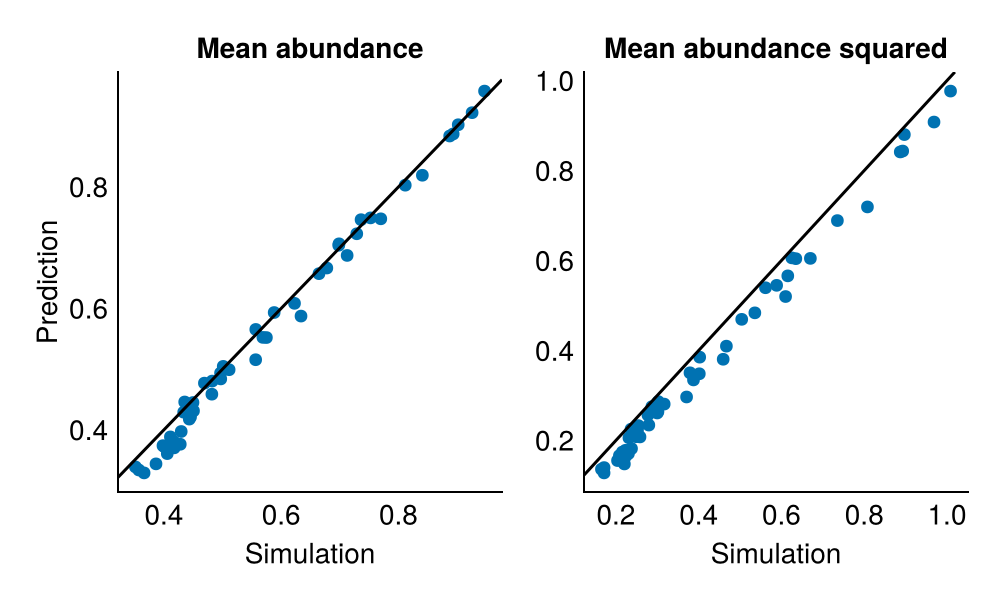 Mean abundance
Prediction
0.8
0.6
0.4
0.4 0.6 0.8
Simulation
Mean abundance squared
1.0
0.8
0.6
0.4
0.2
0.2 0.4 0.6 0.8 1.0
Simulation